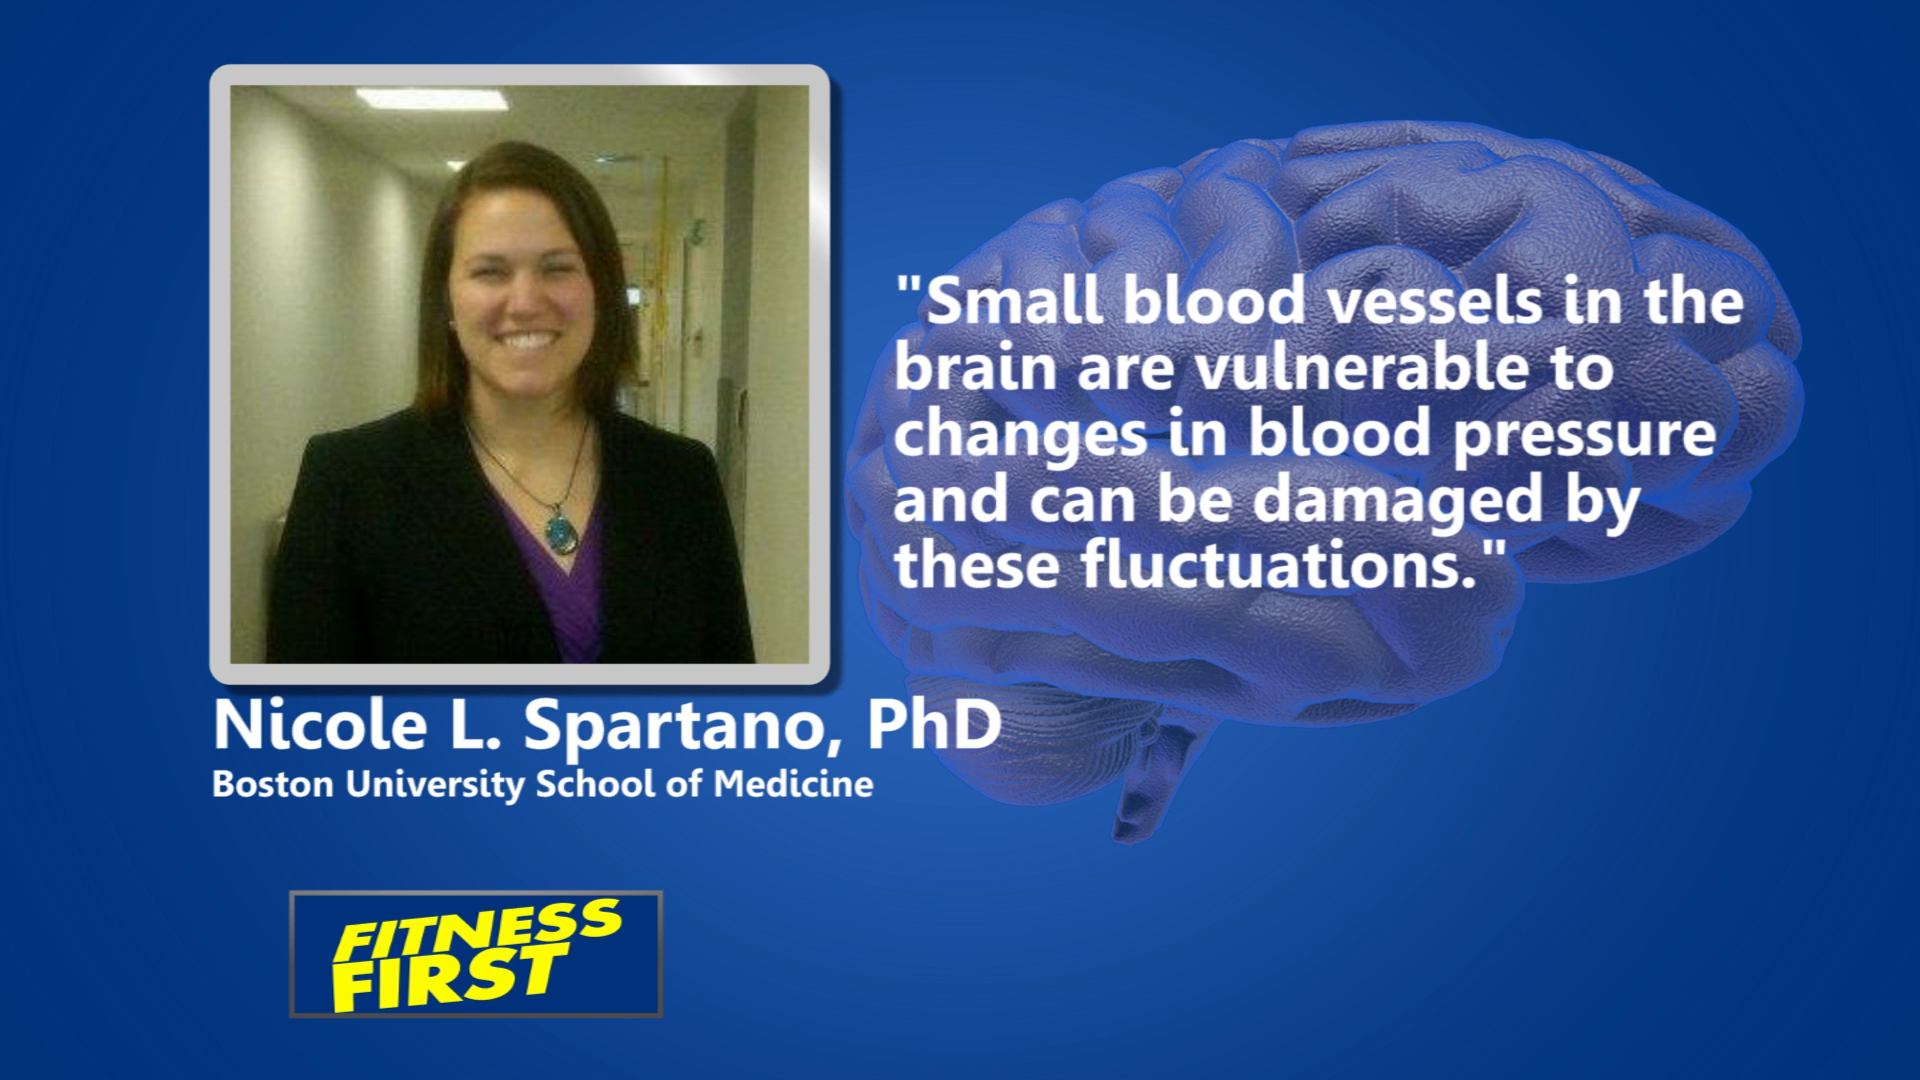 "Small blood vessels in the
brain are vulnerable to
changes in blood pressure
and can be damaged by
these fluctuations."
Nicole L. Spartano, PhD
Boston University School of Medicine
FITNESS
FIRST